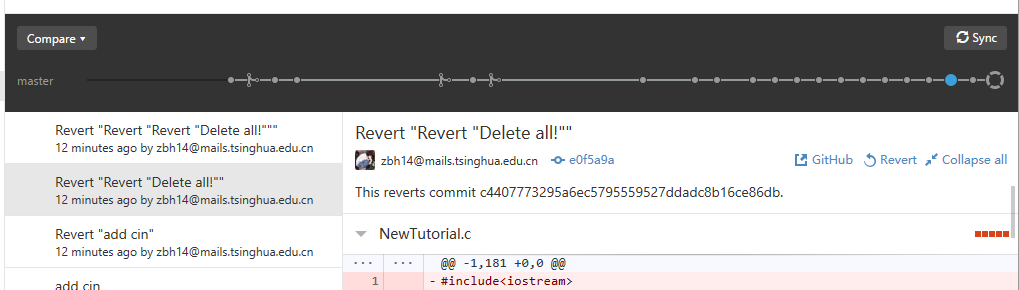 Compare
Sync
master
Revert "Revert "Revert "Delete all!"""
12 minutes ago by zbh14@mails.tsinghua.edu.cn
Revert "Revert "Delete all!""
12 minutes ago by zbh14@mails.tsinghua.edu.cn
Revert "add cin"
12 minutes ago by zbh14@mails.tsinghua.edu.cn
add cin
Revert "Revert "Delete all!""
zbh14@mails.tsinghua.edu.cn e0f5a9a GitHub Revert Collapse all
This reverts commit c4407773295a6ec5795559527ddadc8b16ce86db.
NewTutorial.c
... ... @@ -1,181 +0,0 @@
1 -#include<iostream>